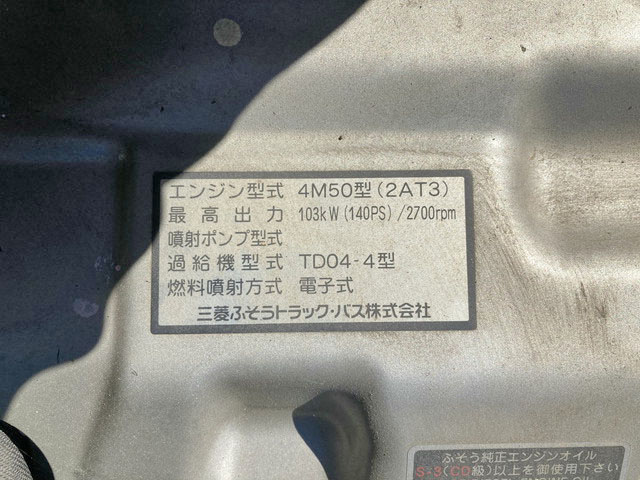 エンジン型式 4M50型(2AT3)
最高出力 103kW(140PS)/2700rpm
噴射ポンプ型式
過給機型式 TD04-4型
燃料噴射方式 電子式
三菱ふそうトラック・バス株式会社
ふそう純正エンジンオイル
S-3(CD級)以上を御使用下さい